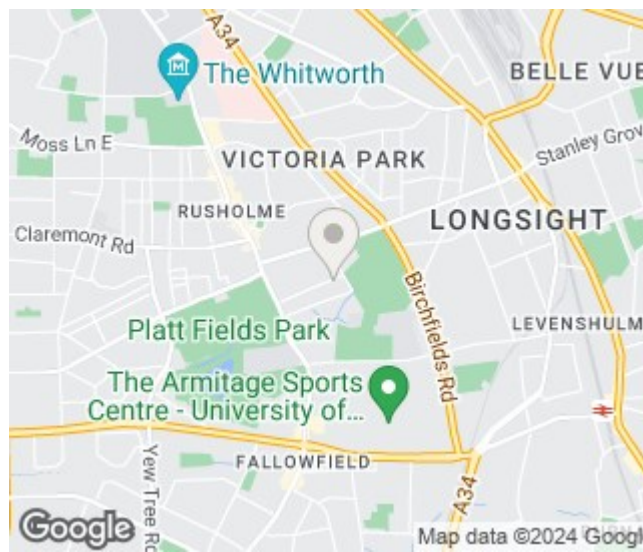 A34
The Whitworth
BELLE VUE
Moss Ln E
Stanley Grov
VICTORIA PARK
RUSHOLME
LONGSIGHT
Claremont Rd
Birchfields Rd
LEVENSHULM
Platt Fields Park
The Armitage Sports
Centre - University of...
Yew Tree Rd
FALLOWFIELD
A34
Google
Map data ©2024 Googl